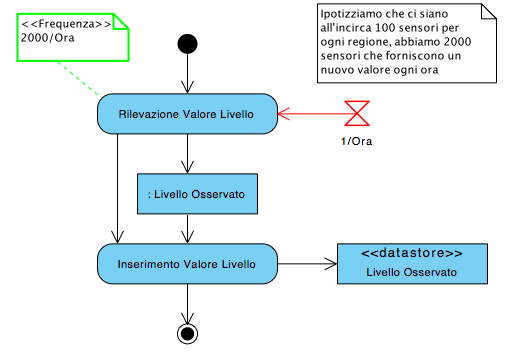 <<Frequenza>>
2000/Ora
Ipotizziamo che ci siano
all'incirca 100 sensori per
ogni regione, abbiamo 2000
sensori che forniscono un
nuovo valore ogni ora
Rilevazione Valore Livello
1/Ora
: Livello Osservato
Inserimento Valore Livello
<<datastore>>
Livello Osservato